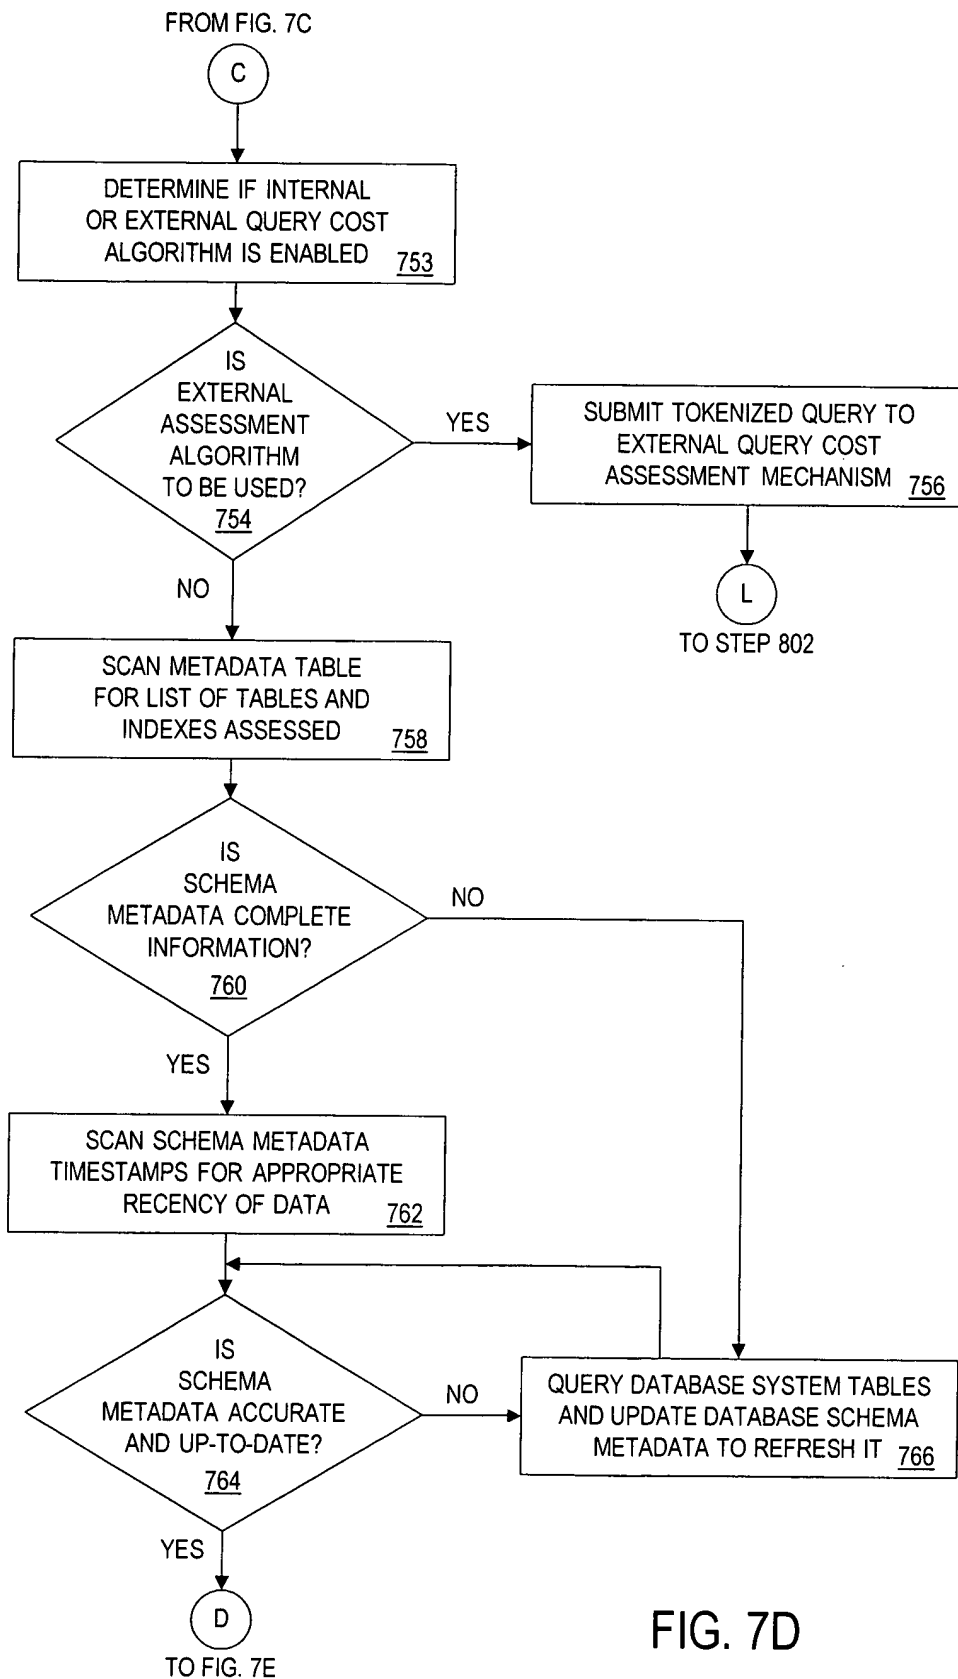 FROM FIG. 7C
C
DETERMINE IF INTERNAL
OR EXTERNAL QUERY COST
ALGORITHM IS ENABLED 753
IS
EXTERNAL
ASSESSMENT
ALGORITHM
TO BE USED?
754
YES
SUBMIT TOKENIZED QUERY TO
EXTERNAL QUERY COST
ASSESSMENT MECHANISM 756
L
TO STEP 802
NO
SCAN METADATA TABLE
FOR LIST OF TABLES AND
INDEXES ASSESSED 758
IS
SCHEMA
METADATA COMPLETE
INFORMATION?
760
NO
YES
SCAN SCHEMA METADATA
TIMESTAMPS FOR APPROPRIATE
RECENCY OF DATA 762
IS
SCHEMA
METADATA ACCURATE
AND UP-TO-DATE?
764
NO
QUERY DATABASE SYSTEM TABLES
AND UPDATE DATABASE SCHEMA
METADATA TO REFRESH IT 766
YES
D
TO FIG. 7E
FIG. 7D